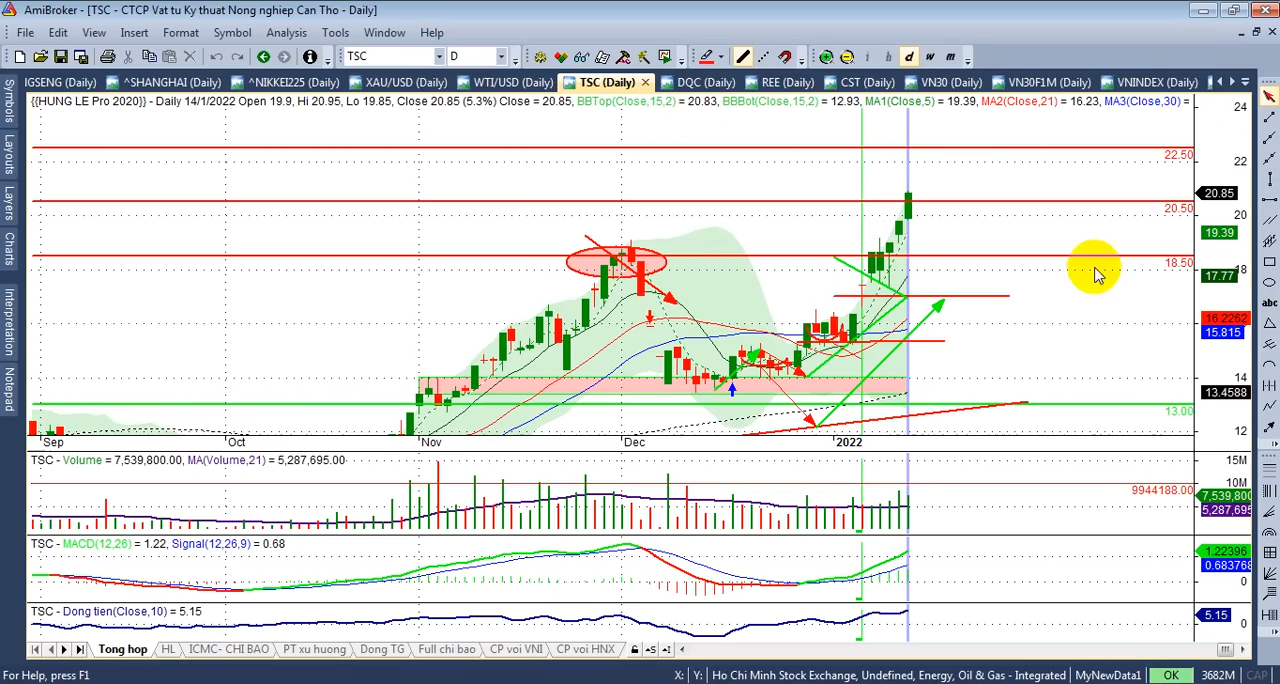 AmiBroker - [TSC - CTCP Vat tu Ky thuat Nong nghiep Can Tho - Daily]
File Edit View Insert Format Symbol Analysis Tools Window Help
TSC D i h d w m
IGSENG (Daily) ^SHANGHAI (Daily) ^NIKKEI225 (Daily) XAU/USD (Daily) WTI/USD (Daily) TSC (Daily) DQC (Daily) REE (Daily) CST (Daily) VN30 (Daily) VN30F1M (Daily) VNINDEX (Daily)
{{HUNG LE Pro 2020}} - Daily 14/1/2022 Open 19.9, Hi 20.95, Lo 19.85, Close 20.85 (5.3%) Close = 20.85, BBTop(Close,15,2) = 20.83, BBBot(Close,15,2) = 12.93, MA1(Close,5) = 19.39, MA2(Close,21) = 16.23, MA3(Close,30) =
Symbols
Layouts
Layers
Charts
Interpretation
Notepad
24
22.50
22
20.85
20.50
20
19.39
18.50
18
17.77
16.2262
15.815
14
13.4588
13.00
12
Sep Oct Nov Dec 2022
abc
TSC - Volume = 7,539,800.00, MA(Volume,21) = 5,287,695.00
15M
10M
9944188.00
7,539,800
5,287,695
TSC - MACD(12,26) = 1.22, Signal(12,26,9) = 0.68
1.22396
0.683768
0
TSC - Dong tien(Close,10) = 5.15
5.15
0
Tong hop HL ICMC- CHI BAO PT xu huong Dong TG Full chi bao CP voi VNI CP voi HNX
For Help, press F1 X: Y: Ho Chi Minh Stock Exchange, Undefined, Energy, Oil & Gas - Integrated MyNewData1 OK 3682M CAP